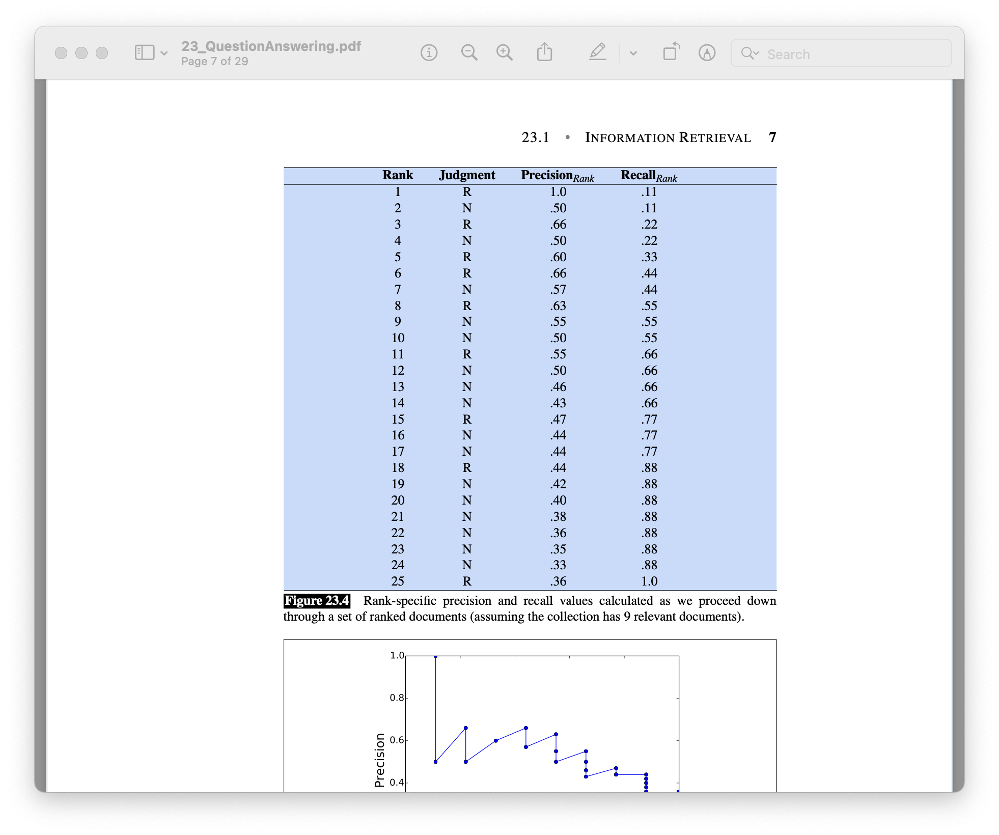 23_QuestionAnswering.pdf
Page 7 of 29
Search
23.1 • INFORMATION RETRIEVAL 7
Rank Judgment Precision Rank Recall Rank
1 R 1.0 .11
2 N .50 .11
3 R .66 .22
4 N .50 .22
5 R .60 .33
6 R .66 .44
7 N .57 .44
8 R .63 .55
9 N .55 .55
10 N .50 .55
11 R .55 .66
12 N .50 .66
13 N .46 .66
14 N .43 .66
15 R .47 .77
16 N .44 .77
17 N .44 .77
18 R .44 .88
19 N .42 .88
20 N .40 .88
21 N .38 .88
22 N .36 .88
23 N .35 .88
24 N .33 .88
25 R .36 1.0
Figure 23.4 Rank-specific precision and recall values calculated as we proceed down
through a set of ranked documents (assuming the collection has 9 relevant documents).
1.0
0.8
0.6
Precision
0.4